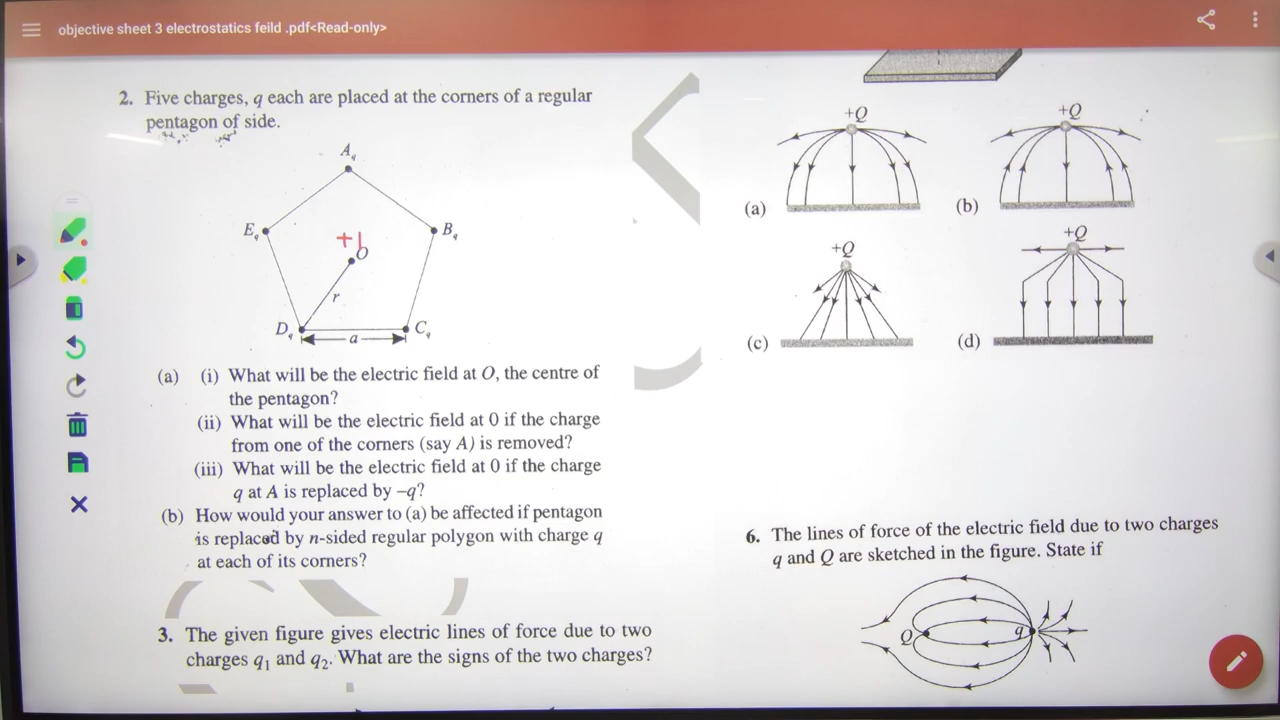 objective sheet 3 electrostatics feild .pdf<Read-only>
2. Five charges, q each are placed at the corners of a regular
pentagon of side.
A q
E q
B q
+b
r
D q
C q
a
(a) (i) What will be the electric field at O, the centre of
the pentagon?
(ii) What will be the electric field at 0 if the charge
from one of the corners (say A) is removed?
(iii) What will be the electric field at 0 if the charge
q at A is replaced by –q?
(b) How would your answer to (a) be affected if pentagon
is replaced by n-sided regular polygon with charge q
at each of its corners?
3. The given figure gives electric lines of force due to two
charges q1 and q2. What are the signs of the two charges?
+Q
+Q
(a)
(b)
+Q
+Q
(c)
(d)
6. The lines of force of the electric field due to two charges
q and Q are sketched in the figure. State if
Q
q